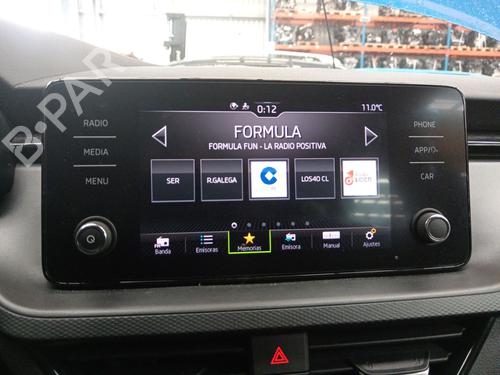 0:12
11.0°C
RADIO
MEDIA
MENU
FORMULA
FORMULA FUN - LA RADIO POSITIVA
SER
R.GALEGA
LOS40 CL
PHONE
APP/
CAR
Banda
Emisoras
Memorias
Emisora
Manual
Ajustes
B-PAR